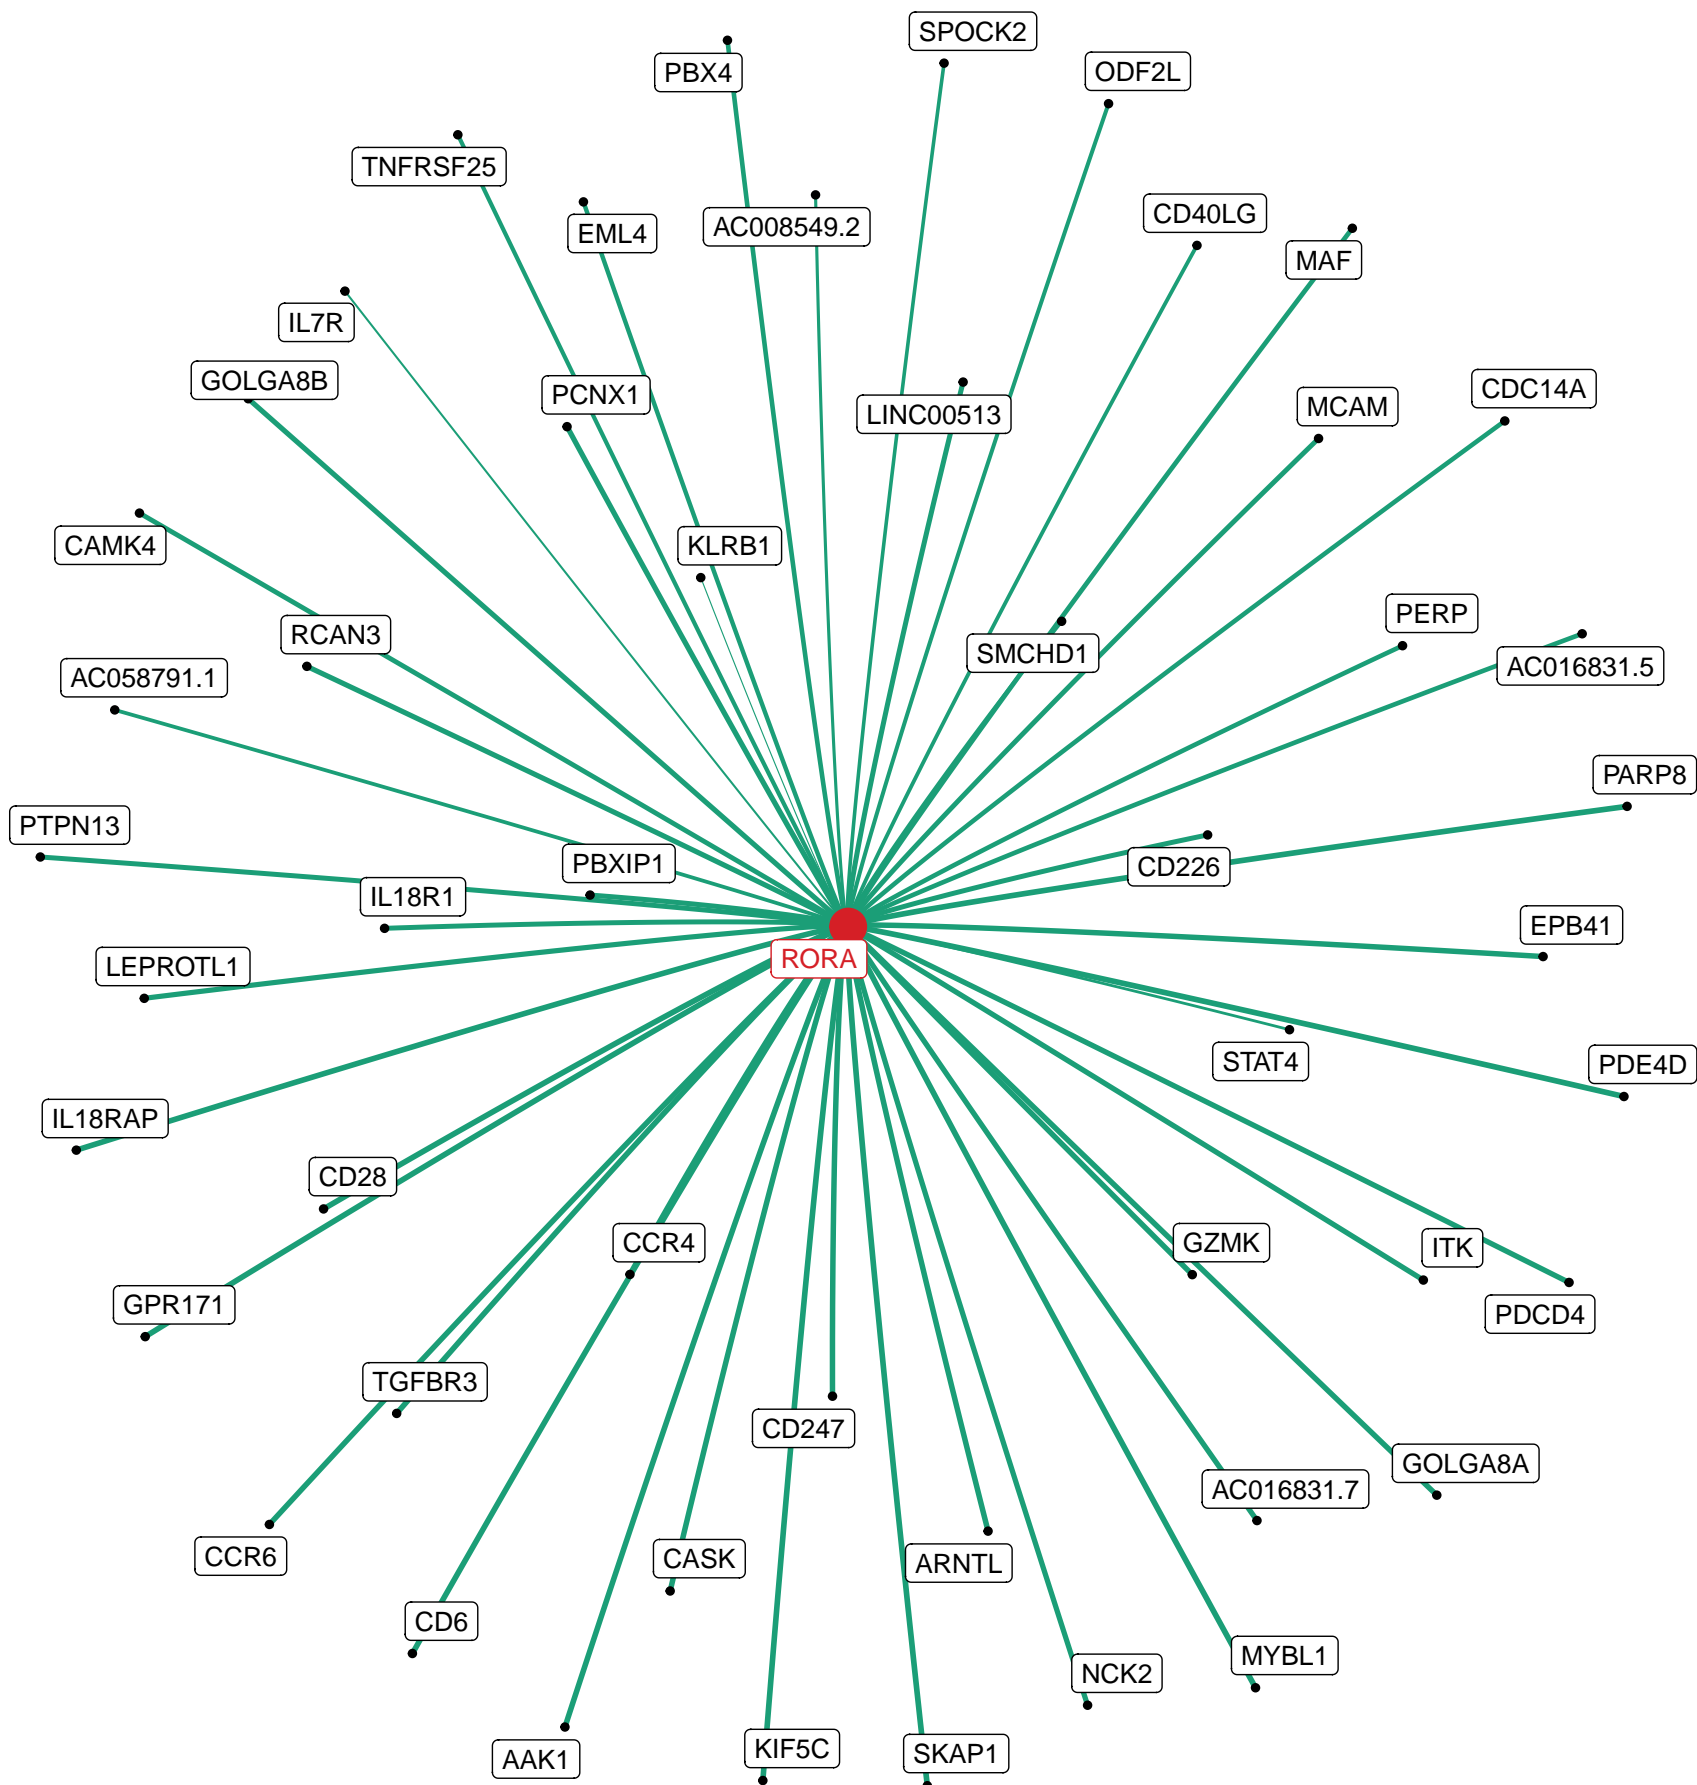 SPOCK2
PBX4
ODF2L
TNFRSF25
CD40LG
AC008549.2
EML4
MAF
IL7R
GOLGA8B
CDC14A
PCNX1
MCAM
LINC00513
KLRB1
CAMK4
PERP
RCAN3
SMCHD1
AC016831.5
AC058791.1
PARP8
PTPN13
PBXIP1
CD226
IL18R1
EPB41
RORA
LEPROTL1
STAT4
PDE4D
IL18RAP
CD28
CCR4
GZMK
ITK
GPR171
PDCD4
TGFBR3
CD247
GOLGA8A
AC016831.7
CCR6
CASK
ARNTL
CD6
MYBL1
NCK2
KIF5C
SKAP1
AAK1